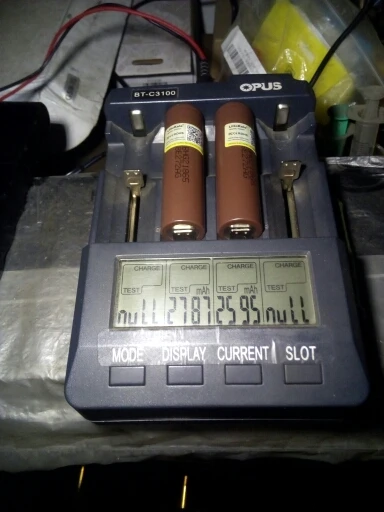 BT-C3100
OPUS
CHARGE CHARGE CHARGE CHARGE
TEST TEST mAh TEST mAh TEST
null 2787 2595 null
MODE DISPLAY CURRENT SLOT